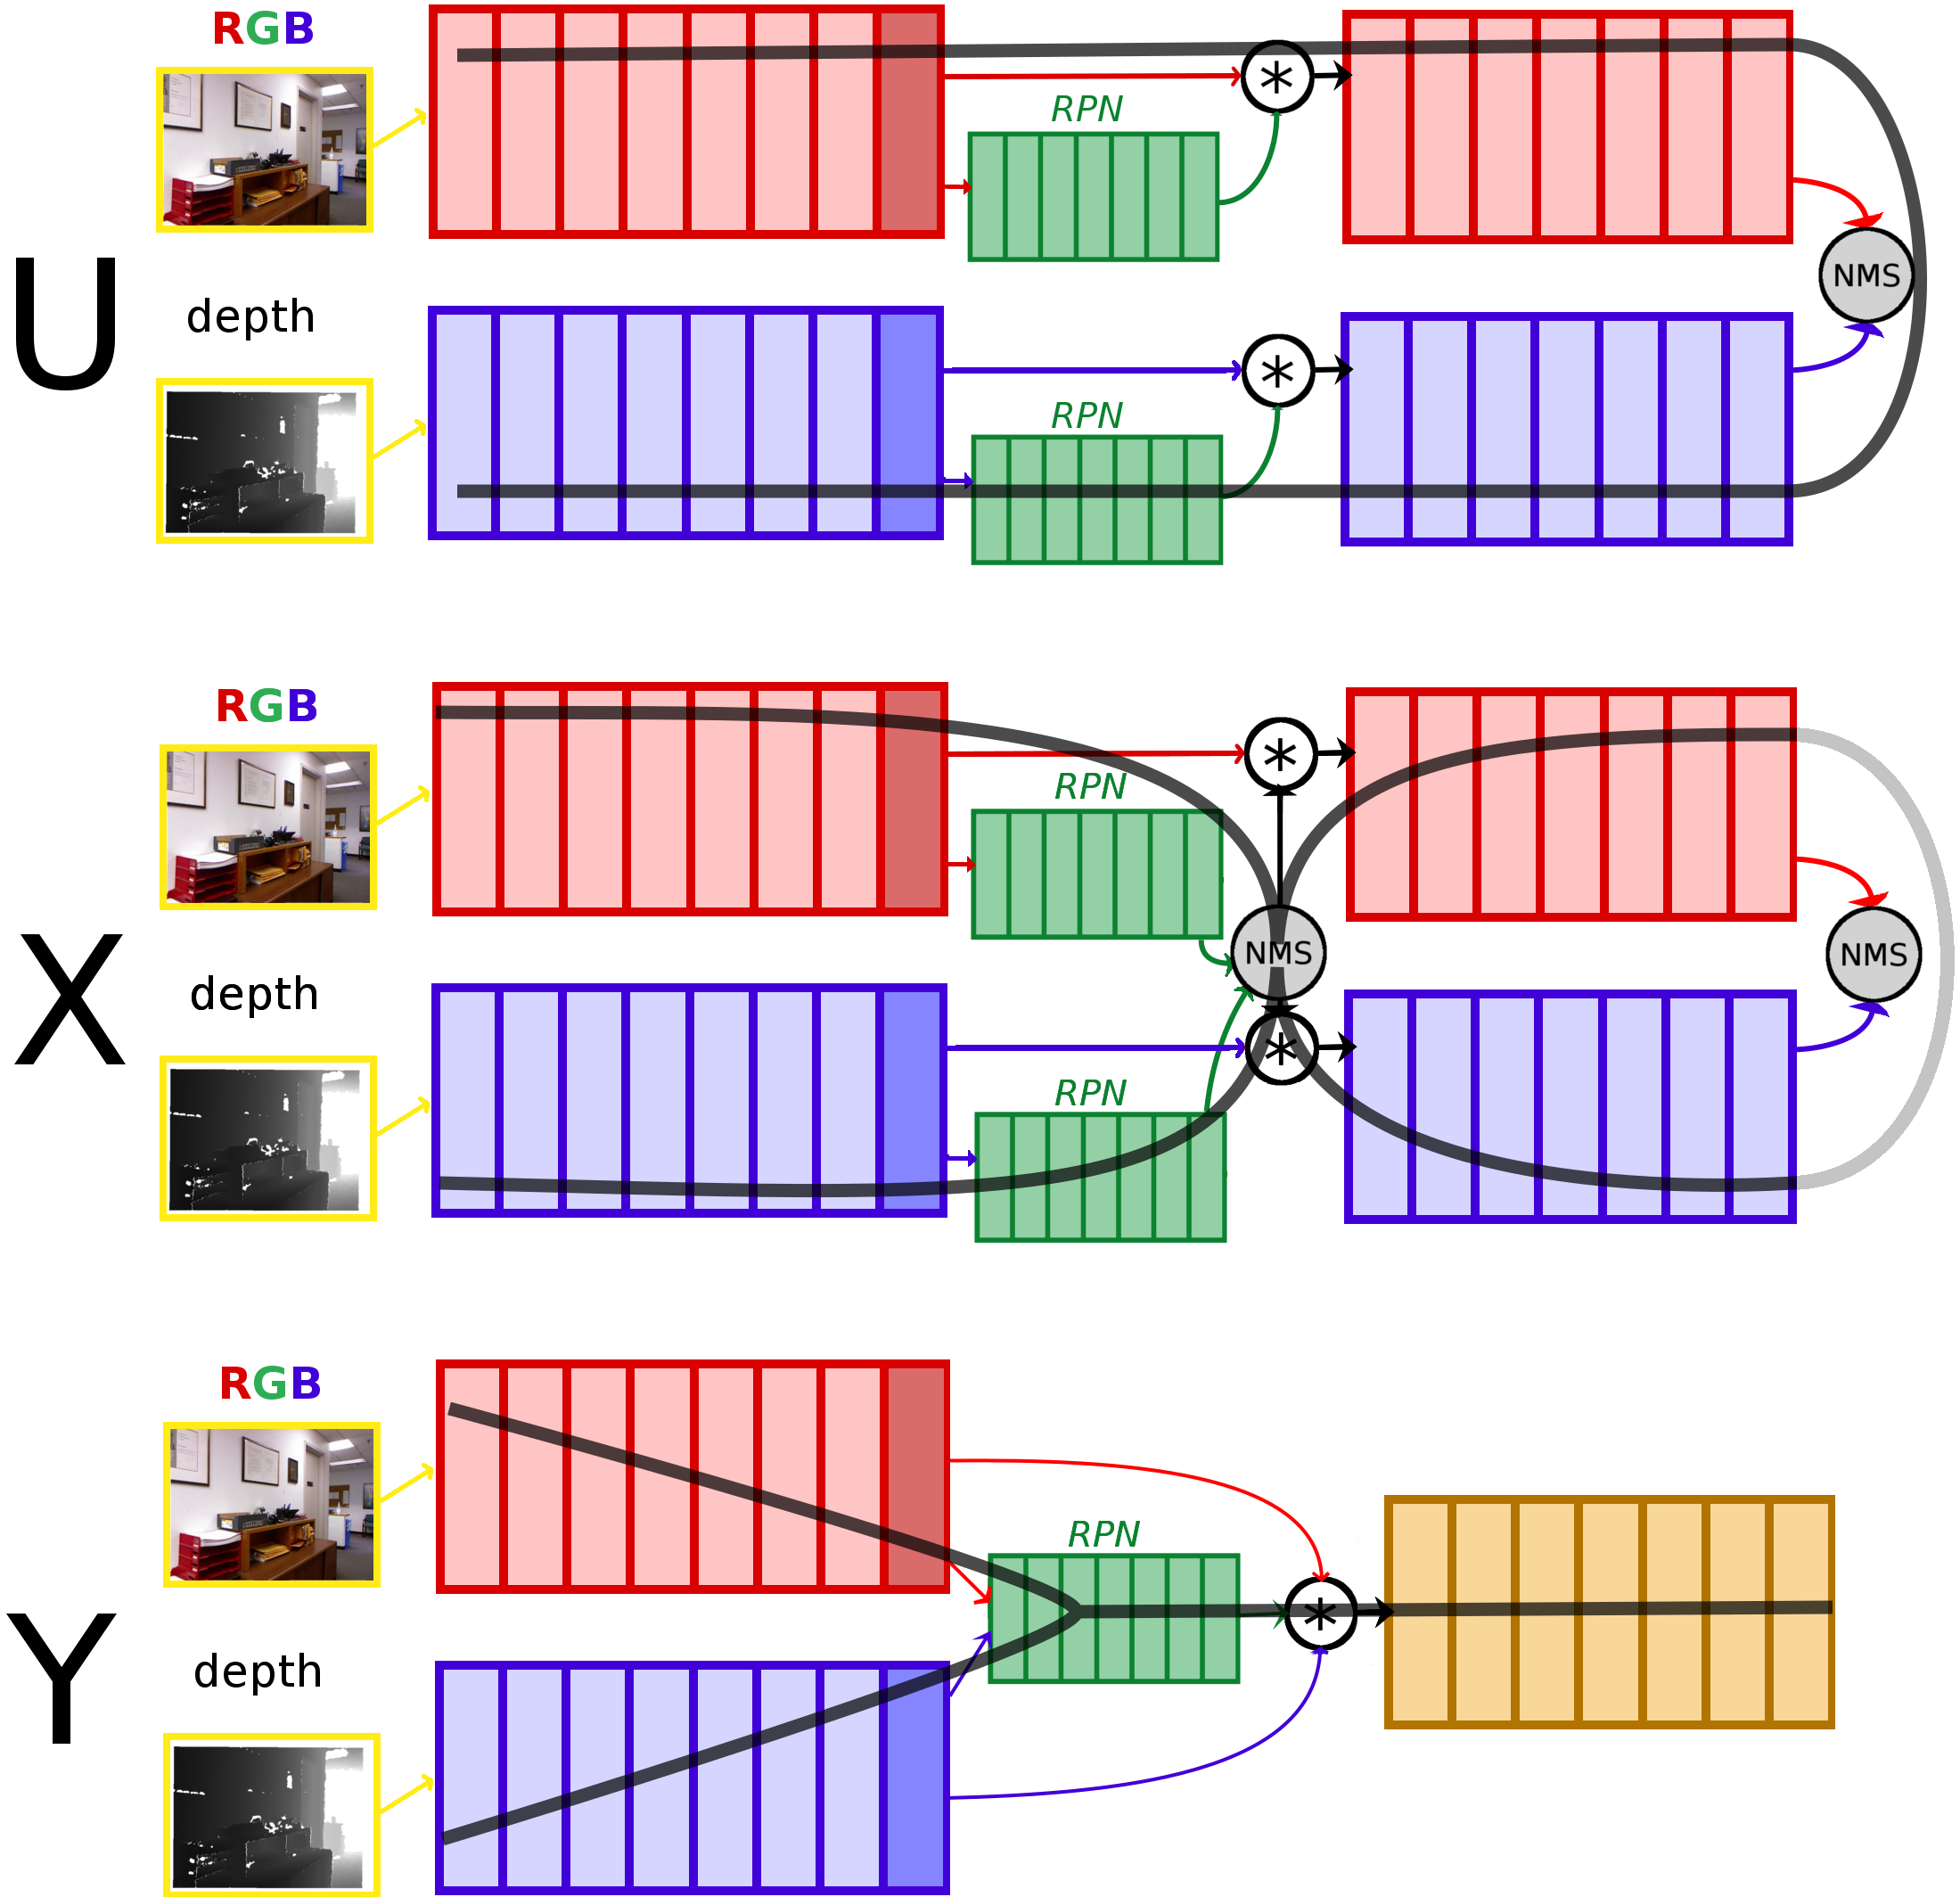 RGB
*
RPN
U
NMS
depth
*
RPN
RGB
*
RPN
NMS
NMS
X
depth
*
RPN
RGB
RPN
*
Y
depth